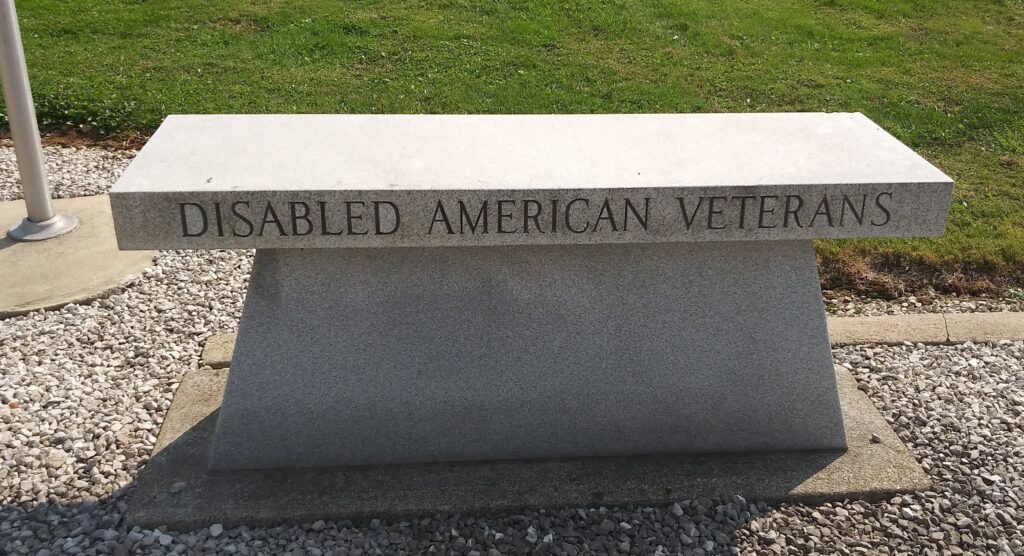 DISABLED AMERICAN VETERANS